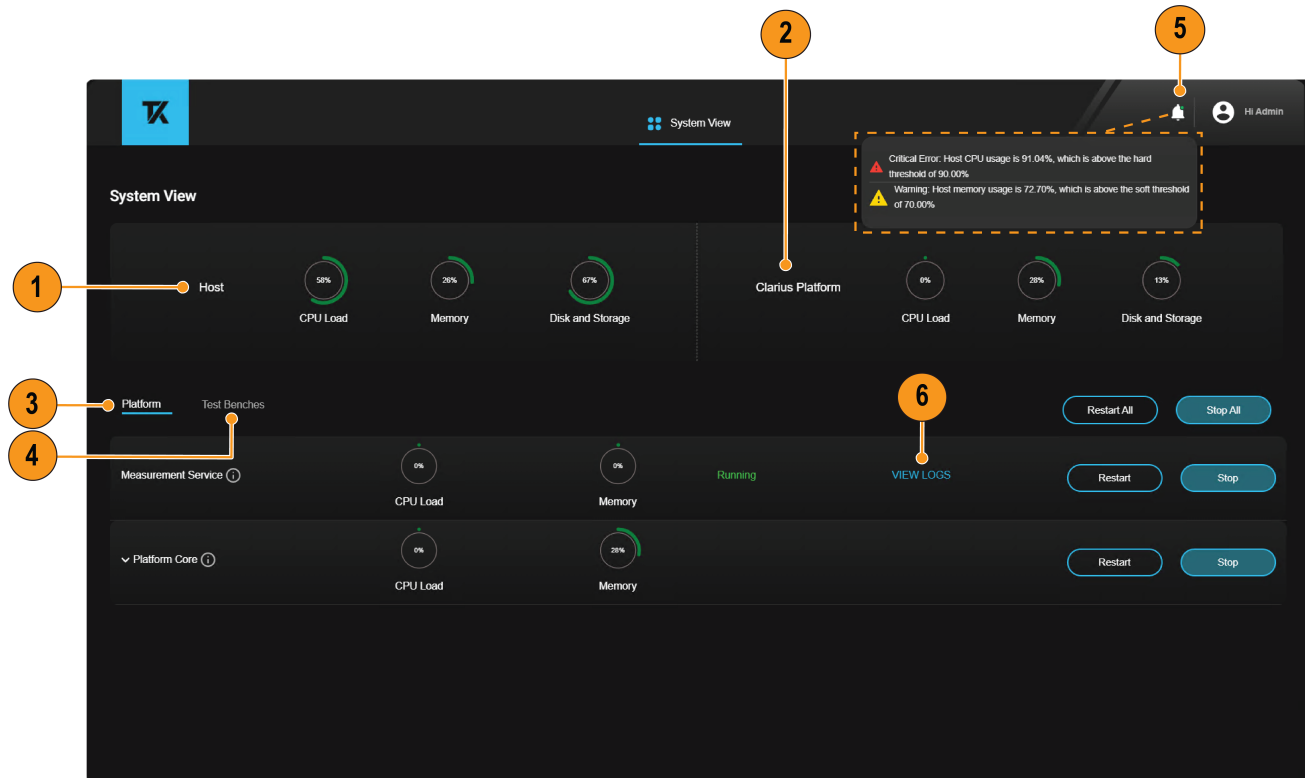 2
5
TK
System View
Hi Admin
Critical Error: Host CPU usage is 91.04%, which is above the hard
threshold of 90.00%
Warning: Host memory usage is 72.70%, which is above the soft threshold
of 70.00%
System View
1
Host
58%
CPU Load
26%
Memory
67%
Disk and Storage
Clarius Platform
0%
CPU Load
28%
Memory
13%
Disk and Storage
3
Platform
Test Benches
4
6
Restart All
Stop All
Measurement Service
0%
CPU Load
0%
Memory
Running
VIEW LOGS
Restart
Stop
Platform Core
0%
CPU Load
28%
Memory
Restart
Stop